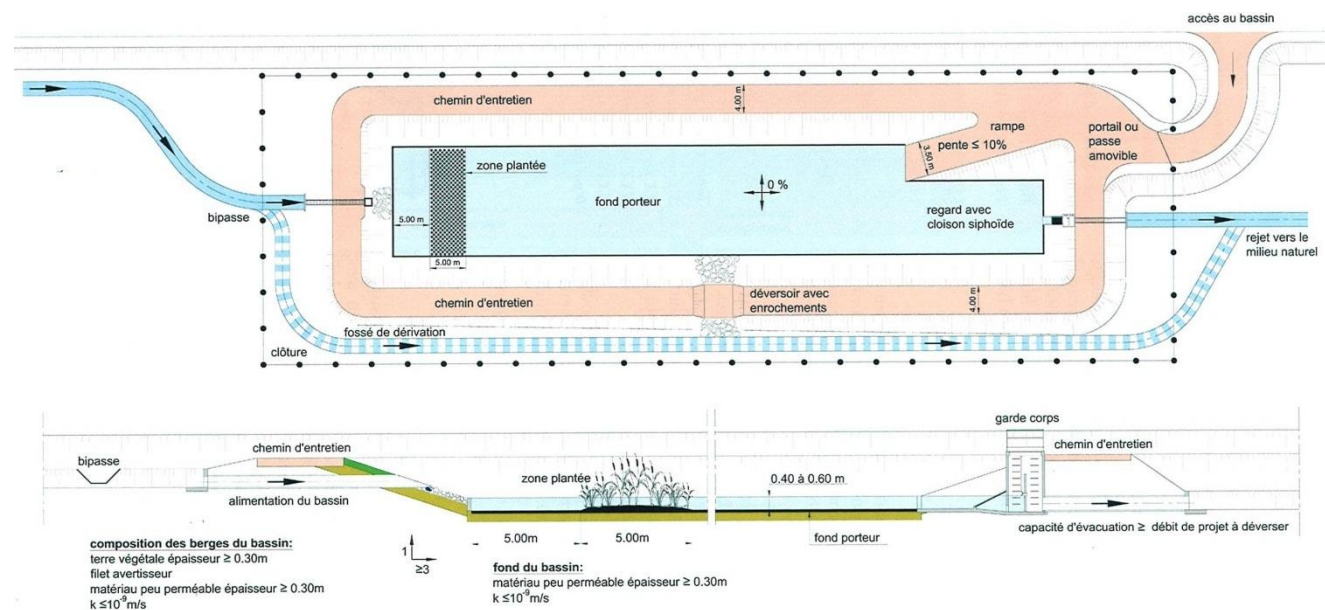 accès au bassin
chemin d'entretien
4.00 m
rampe
pente ≤ 10%
3.50 m
portail ou
passe
amovible
zone plantée
0 %
fond porteur
bipasse
5.00 m
5.00 m
regard avec
cloison siphoïde
rejet vers le
milieu naturel
chemin d'entretien
déversoir avec
enrochements
4.00 m
fossé de dérivation
clôture
garde corps
chemin d'entretien
chemin d'entretien
bipasse
zone plantée
0.40 à 0.60 m
alimentation du bassin
capacité d'évacuation ≥ débit de projet à déverser
5.00m
5.00m
fond porteur
composition des berges du bassin:
terre végétale épaisseur ≥ 0.30m
filet avertisseur
matériau peu perméable épaisseur ≥ 0.30m
k ≤10⁻⁹m/s
1
≥3
fond du bassin:
matériau peu perméable épaisseur ≥ 0.30m
k ≤10⁻⁹m/s